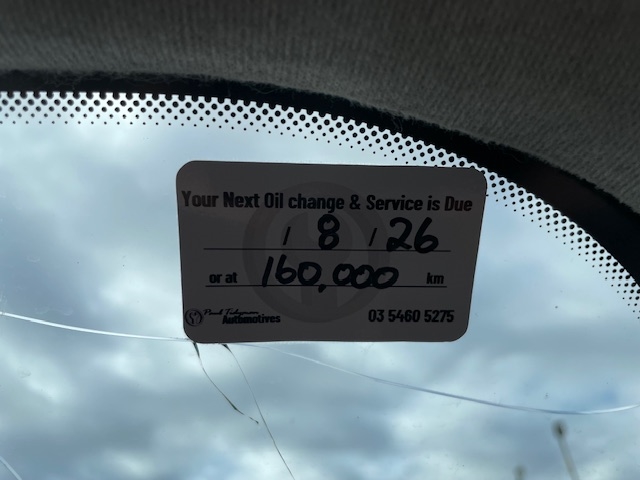 Your Next Oil change & Service is Due
/ 8 / 26
or at 160,000 km
Automotives 03 5460 5275